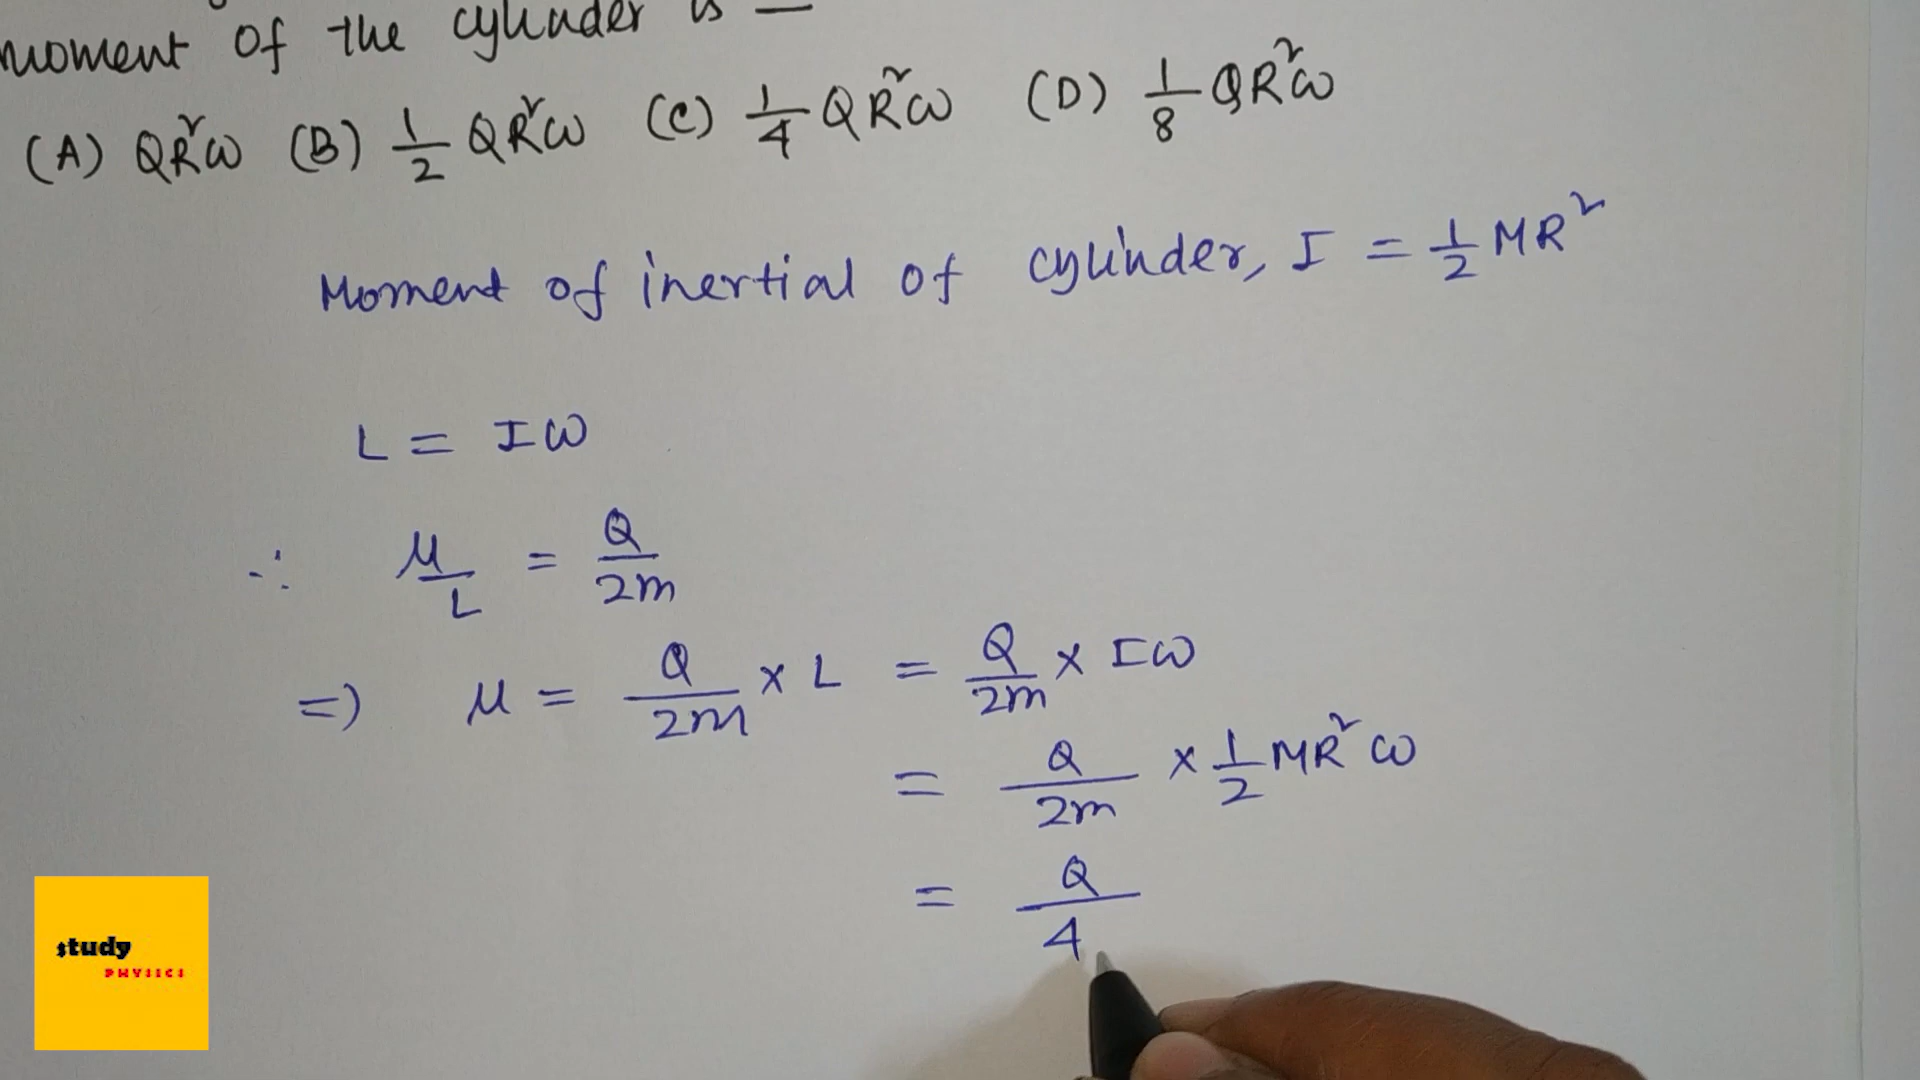 moment of the cylinder is —
(A) QR²ω (B) 1/2 QR²ω (C) 1/4 QR²ω (D) 1/8 QR²ω
Moment of inertial of cylinder, I = 1/2 MR²
L = Iω
∴ μ/L = Q/2m
=) μ = Q/2m × L = Q/2m × Iω
= Q/2m × 1/2 MR²ω
= Q/4
study
PHYSICS